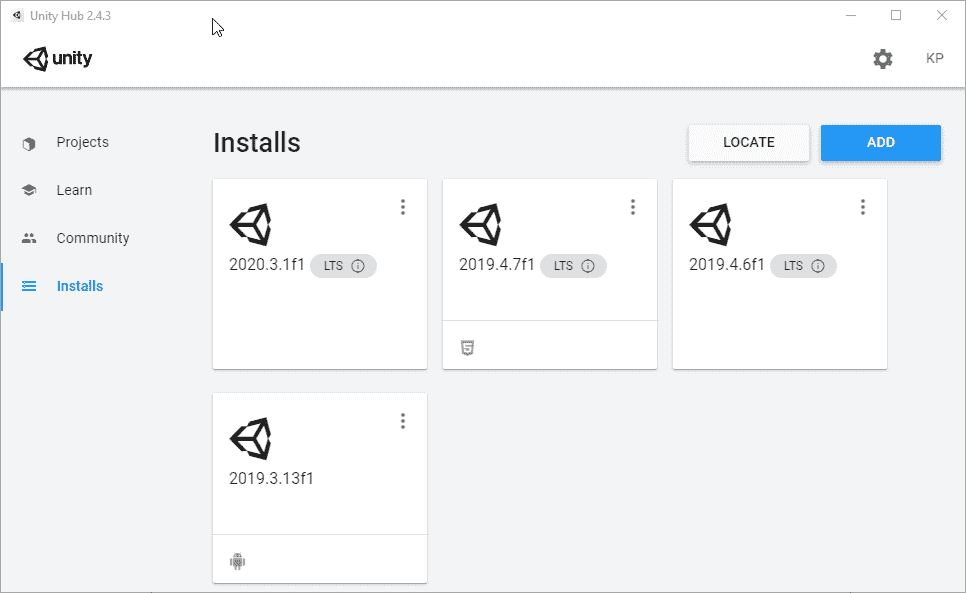 Unity Hub 2.4.3
unity
KP
Projects
Learn
Community
Installs
Installs
LOCATE
ADD
2020.3.1f1 LTS
2019.4.7f1 LTS
2019.4.6f1 LTS
2019.3.13f1